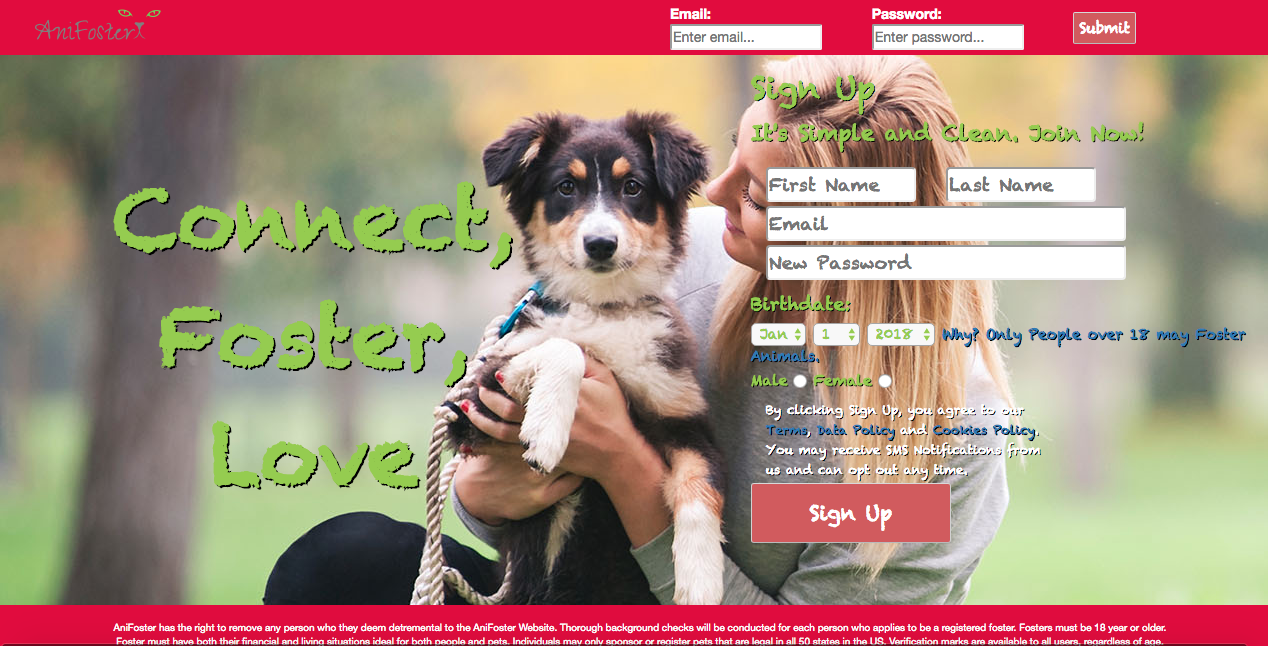 AniFoster
Email:
Password:
Enter email...
Enter password...
Submit
Sign Up
It's Simple and Clean, Join Now!
Connect,
Foster,
Love
First Name
Last Name
Email
New Password
Birthdate:
Jan 1 2018 Why? Only People over 18 may Foster
Animals.
Male Female
By clicking Sign Up, you agree to our
Terms, Data Policy and Cookies Policy.
You may receive SMS Notifications from
us and can opt out any time.
Sign Up
AniFoster has the right to remove any person who they deem detremental to the AniFoster Website. Thorough background checks will be conducted for each person who applies to be a registered foster. Fosters must be 18 year or older.
Foster must have both their financial and living situations ideal for both people and pets. Individuals may only sponsor or register pets that are legal in all 50 states in the US. Verification marks are available to all users, regardless of age.